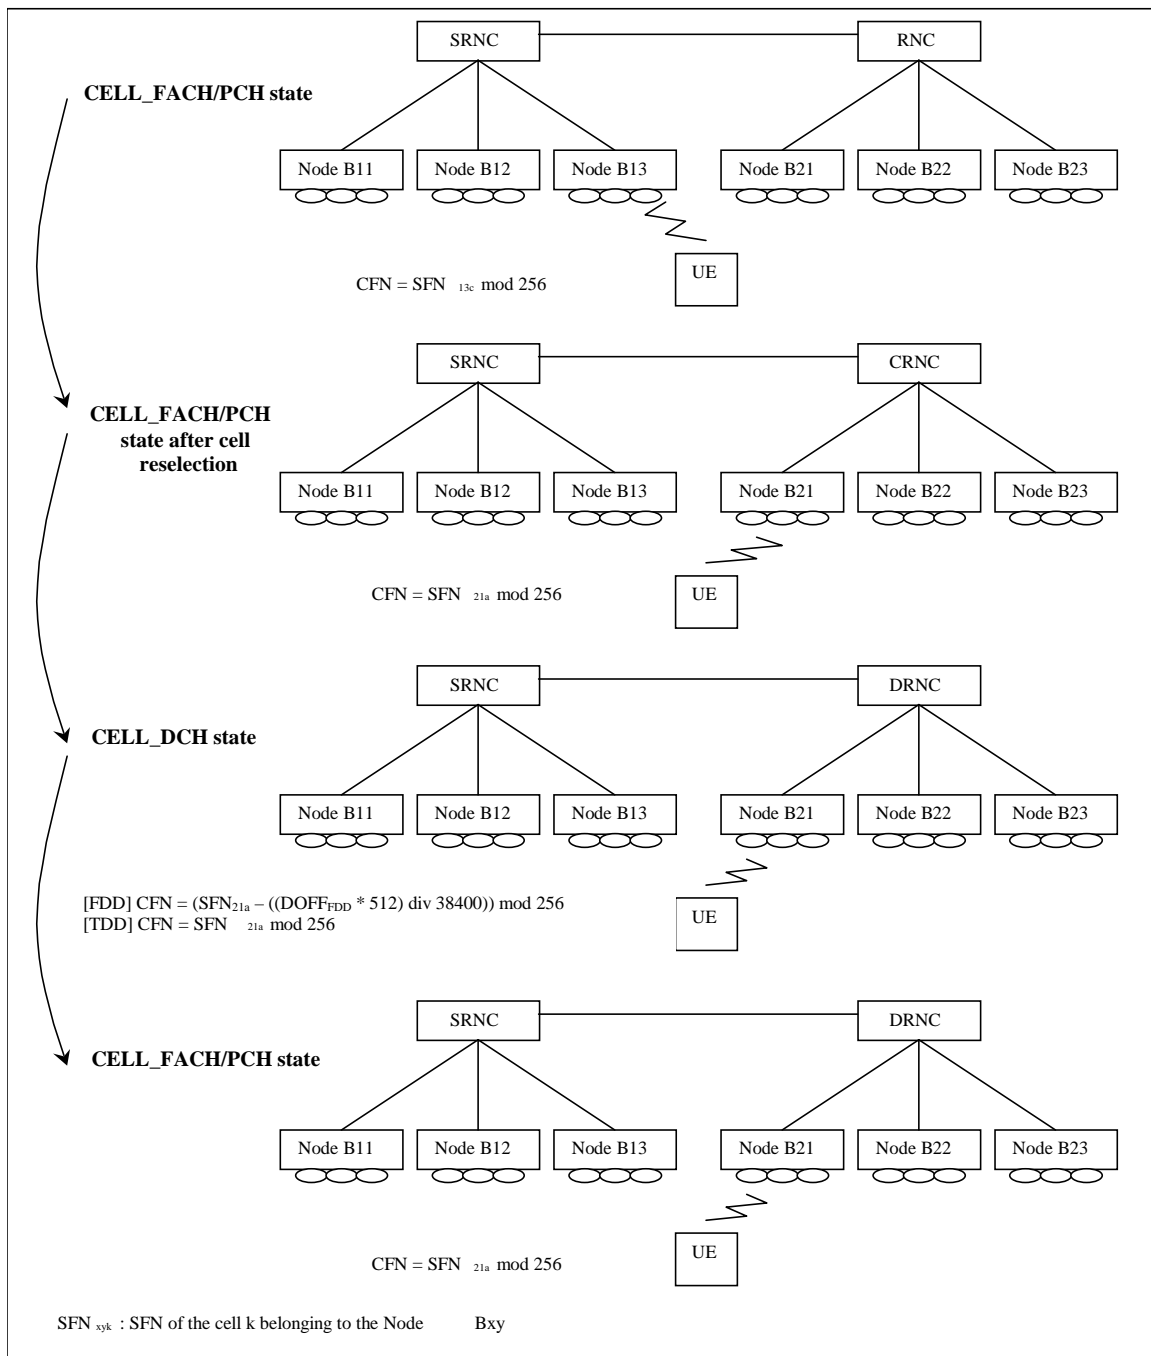 SRNC RNC
CELL_FACH/PCH state
Node B11 Node B12 Node B13 Node B21 Node B22 Node B23
UE
CFN = SFN 13c mod 256
SRNC CRNC
CELL_FACH/PCH
state after cell
reselection
Node B11 Node B12 Node B13 Node B21 Node B22 Node B23
UE
CFN = SFN 21a mod 256
SRNC DRNC
CELL_DCH state
Node B11 Node B12 Node B13 Node B21 Node B22 Node B23
[FDD] CFN = (SFN21a – ((DOFFFDD * 512) div 38400)) mod 256
UE
[TDD] CFN = SFN 21a mod 256
SRNC DRNC
CELL_FACH/PCH state
Node B11 Node B12 Node B13 Node B21 Node B22 Node B23
UE
CFN = SFN 21a mod 256
SFN xyk : SFN of the cell k belonging to the Node Bxy